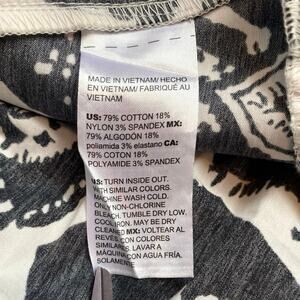 MADE IN VIETNAM/ HECHO
EN VIETNAM/ FABRIQUÉ AU
VIETNAM
US: 79% COTTON 18%
NYLON 3% SPANDEX MX:
79% ALGODÓN 18%
poliamida 3% elastano CA:
79% COTON 18%
POLYAMIDE 3% SPANDEX
US: TURN INSIDE OUT.
WITH SIMILAR COLORS.
MACHINE WASH COLD.
ONLY NON-CHLORINE
BLEACH. TUMBLE DRY LOW.
COOL IRON. MAY BE DRY
CLEANED MX: VOLTEAR AL
REVÉS. CON COLORES
SIMILARES. LAVAR A
MAQUINA CON AGUA FRÍA.
SOLAMENTE